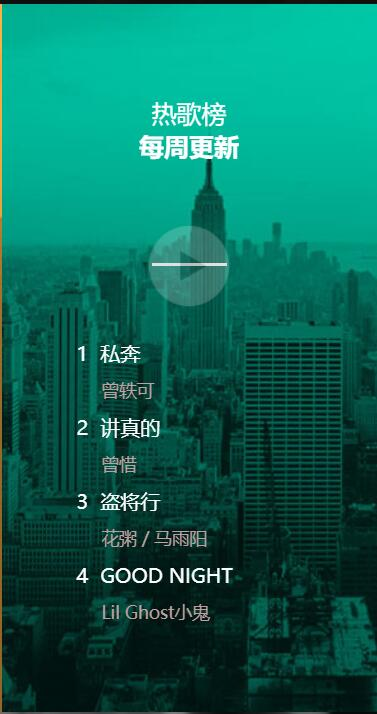 热歌榜
每周更新
1 私奔
曾轶可
2 讲真的
曾惜
3 盗将行
花粥 / 马雨阳
4 GOOD NIGHT
Lil Ghost小鬼